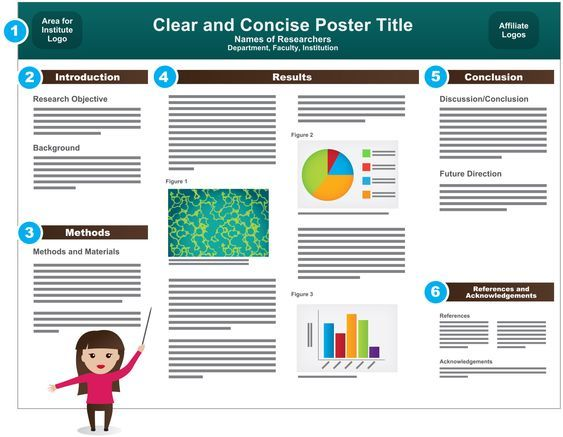 1
Area for
Institute
Logo
Clear and Concise Poster Title
Names of Researchers
Department, Faculty, Institution
Affiliate
Logos
2
Introduction
Research Objective
Background
3
Methods
Methods and Materials
4
Results
Figure 1
Figure 2
Figure 3
5
Conclusion
Discussion/Conclusion
Future Direction
6
References and
Acknowledgements
References
Acknowledgements